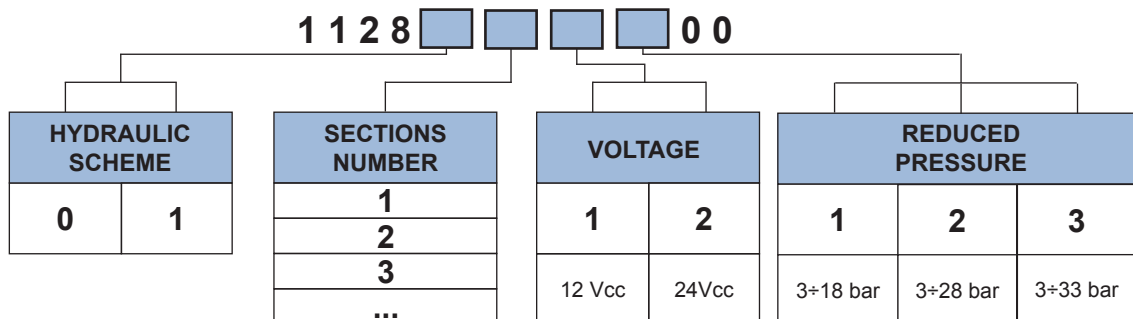 1 1 2 8 0 0
HYDRAULIC
SCHEME
0 1
SECTIONS
NUMBER
1
2
3
...
VOLTAGE
1 2
12 Vcc 24Vcc
REDUCED
PRESSURE
1 2 3
3÷18 bar 3÷28 bar 3÷33 bar